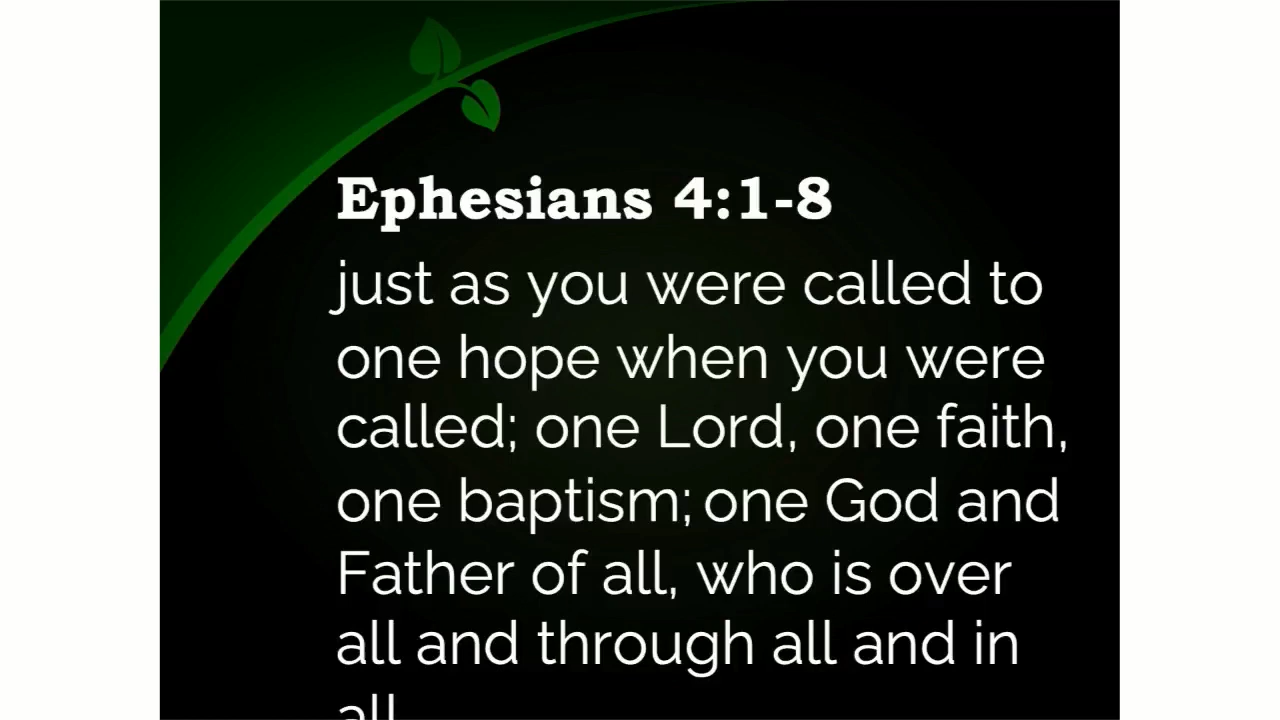 Ephesians 4:1-8
just as you were called to
one hope when you were
called; one Lord, one faith,
one baptism; one God and
Father of all, who is over
all and through all and in
all